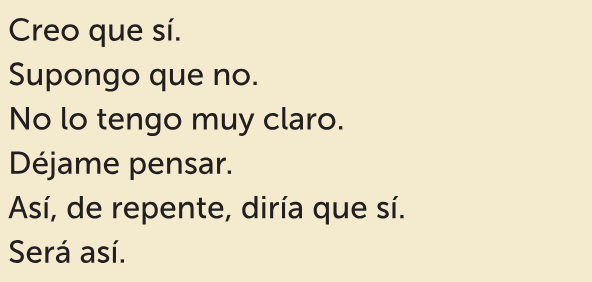 Creo que sí.
Supongo que no.
No lo tengo muy claro.
Déjame pensar.
Así, de repente, diría que sí.
Será así.